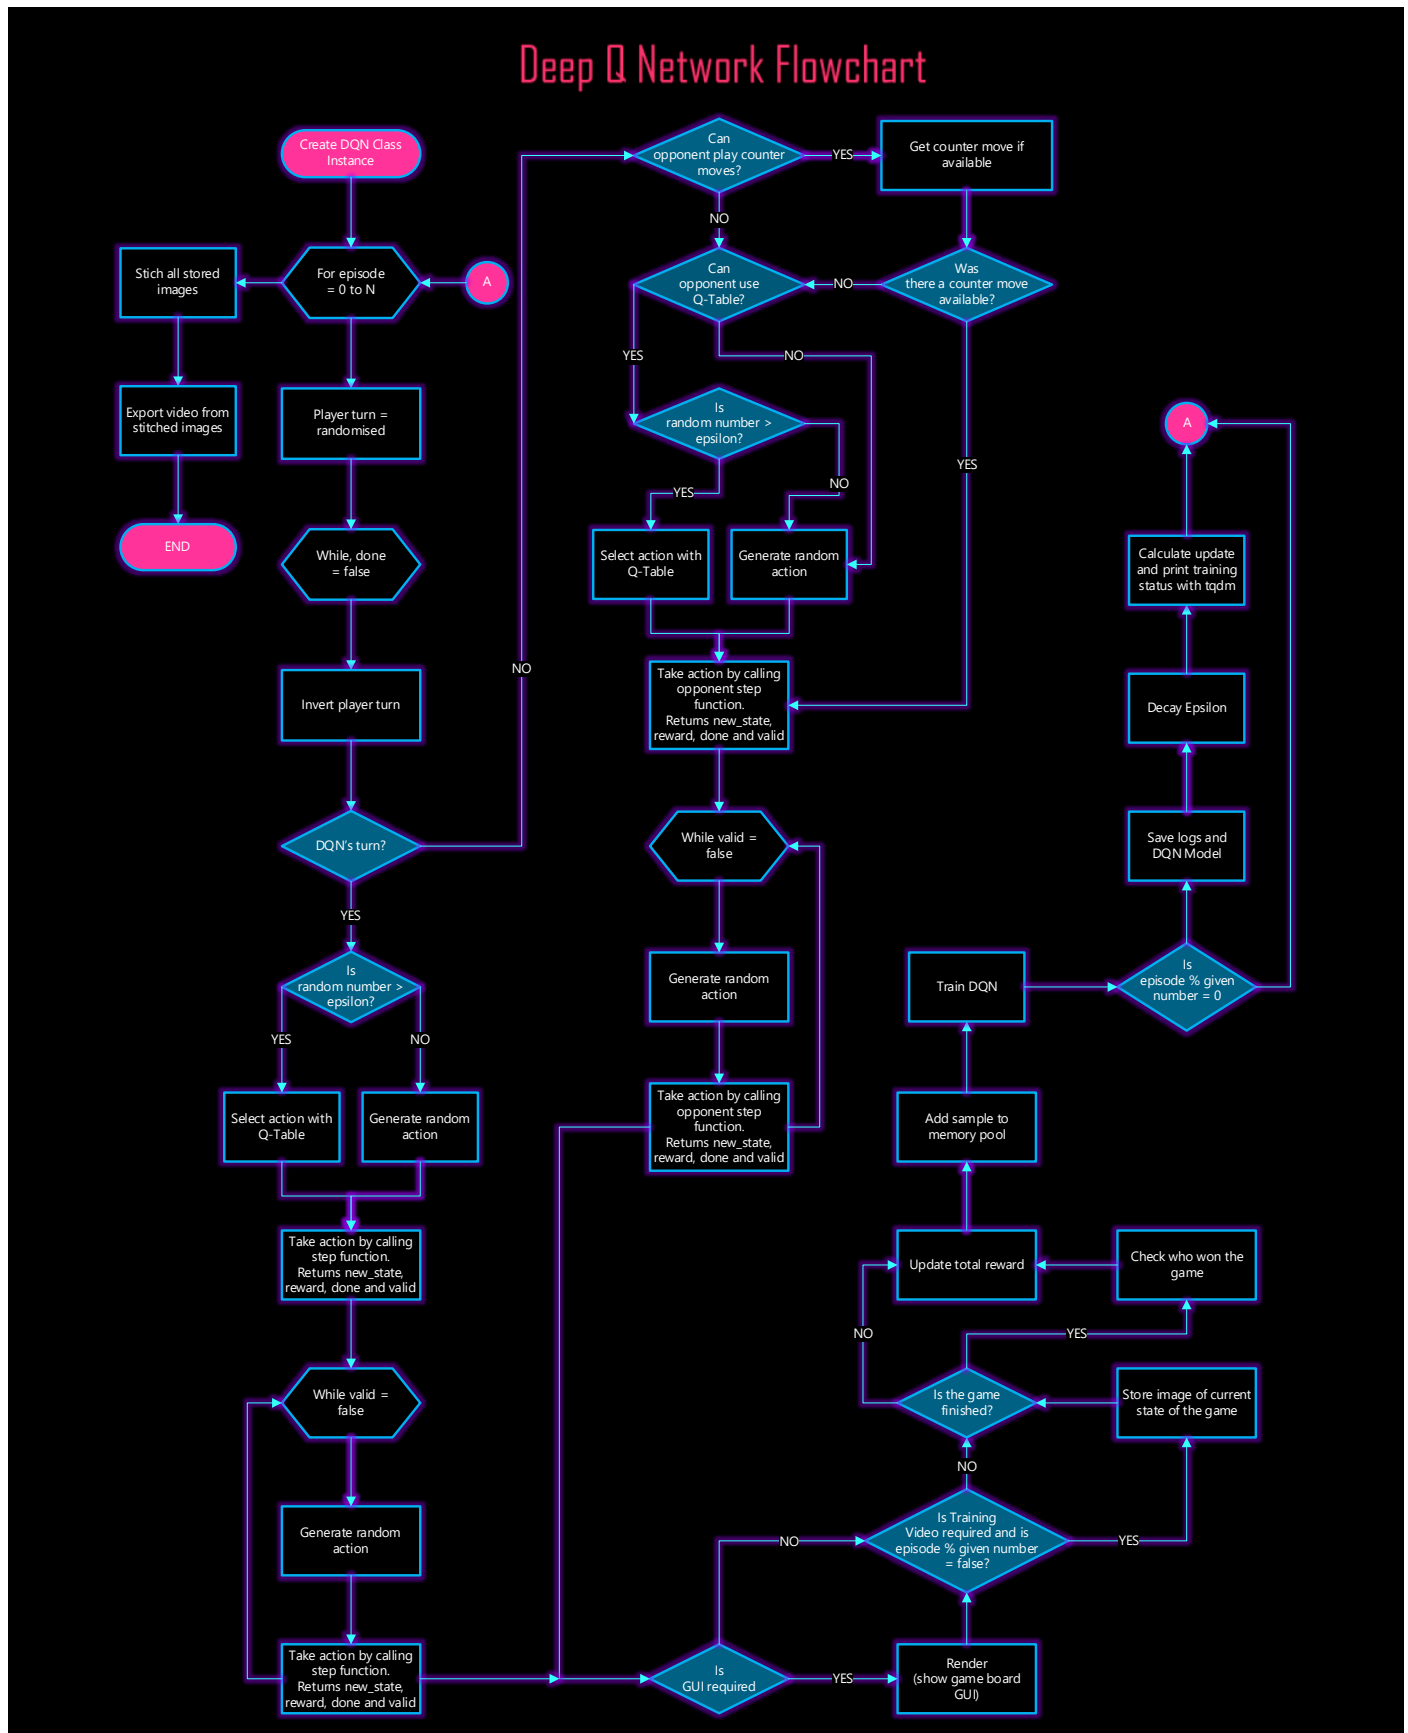 Deep Q Network Flowchart
Create DQN Class
Instance
For episode
= 0 to N
A
Stich all stored
images
Export video from
stitched images
END
Player turn =
randomised
While, done
= false
Invert player turn
DQN's turn?
NO
YES
Is
random number >
epsilon?
YES
NO
Select action with
Q-Table
Generate random
action
Take action by calling
step function.
Returns new_state,
reward, done and valid
While valid =
false
Generate random
action
Take action by calling
step function.
Returns new_state,
reward, done and valid
Can
opponent play counter
moves?
YES
Get counter move if
available
NO
Can
opponent use
Q-Table?
NO
Was
there a counter move
available?
YES
NO
YES
Is
random number >
epsilon?
YES
NO
Select action with
Q-Table
Generate random
action
Take action by calling
opponent step
function.
Returns new_state,
reward, done and valid
While valid =
false
Generate random
action
Take action by calling
opponent step
function.
Returns new_state,
reward, done and valid
Is
GUI required
YES
NO
Render
(show game board
GUI)
Is Training
Video required and is
episode % given number
= false?
YES
NO
Store image of current
state of the game
Is the game
finished?
YES
NO
Check who won the
game
Update total reward
Add sample to
memory pool
Train DQN
Is
episode % given
number = 0
Save logs and
DQN Model
Decay Epsilon
Calculate update
and print training
status with tqdm
A